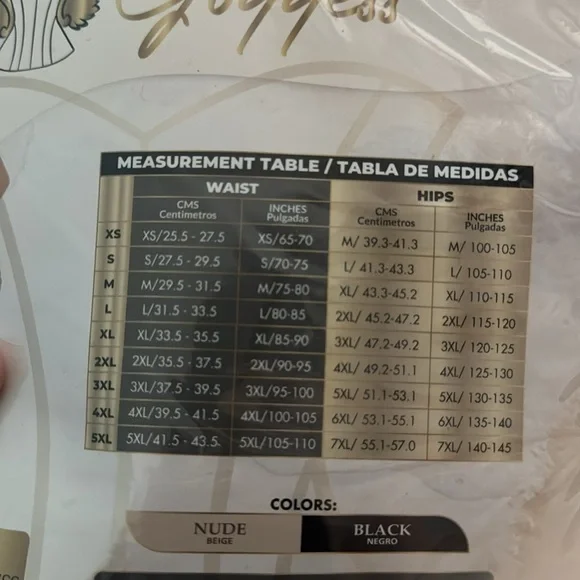 Goddess
MEASUREMENT TABLE / TABLA DE MEDIDAS
WAIST HIPS
CMS INCHES CMS INCHES
Centímetros Pulgadas Centímetros Pulgadas
XS XS/25.5 - 27.5 XS/65-70 M/ 39.3-41.3 M/ 100-105
S S/27.5 - 29.5 S/70-75 L/ 41.3-43.3 L/ 105-110
M M/29.5 - 31.5 M/75-80 XL/ 43.3-45.2 XL/ 110-115
L L/31.5 - 33.5 L/80-85 2XL/ 45.2-47.2 2XL/ 115-120
XL XL/33.5 - 35.5 XL/85-90 3XL/ 47.2-49.2 3XL/ 120-125
2XL 2XL/35.5 - 37.5 2XL/90-95 4XL/ 49.2-51.1 4XL/ 125-130
3XL 3XL/37.5 - 39.5 3XL/95-100 5XL/ 51.1-53.1 5XL/ 130-135
4XL 4XL/39.5 - 41.5 4XL/100-105 6XL/ 53.1-55.1 6XL/ 135-140
5XL 5XL/41.5 - 43.5 5XL/105-110 7XL/ 55.1-57.0 7XL/ 140-145
COLORS:
NUDE BLACK
BEIGE NEGRO